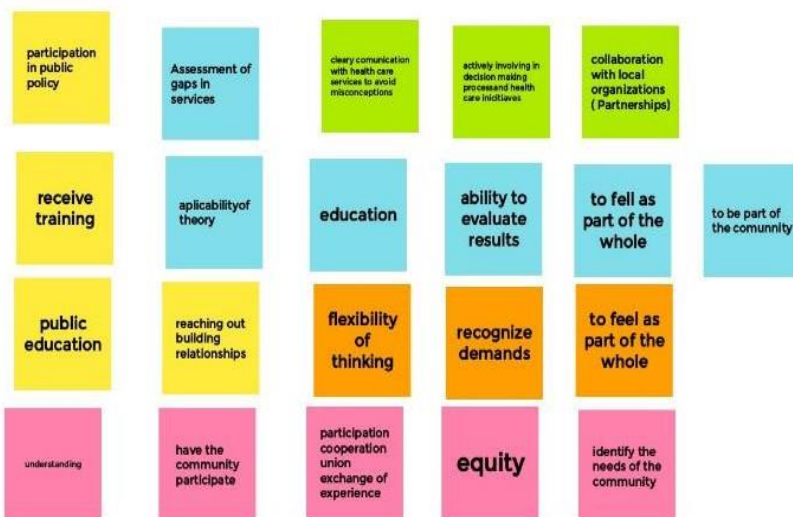 participation
in public
policy
Assessment of
gaps in
services
cleary comunication
with health care
services to avoid
misconceptions
actively involving in
decision making
processand health
care inicitiaves
collaboration
with local
organizations
( Partnerships)
receive
training
aplicabilityof
theory
education
ability to
evaluate
results
to fell as
part of the
whole
to be part of
the comunnity
public
education
reaching out
building
relationships
flexibility
of
thinking
recognize
demands
to feel as
part of the
whole
understanding
have the
community
participate
participation
cooperation
union
exchange of
experience
equity
identify the
needs of the
community